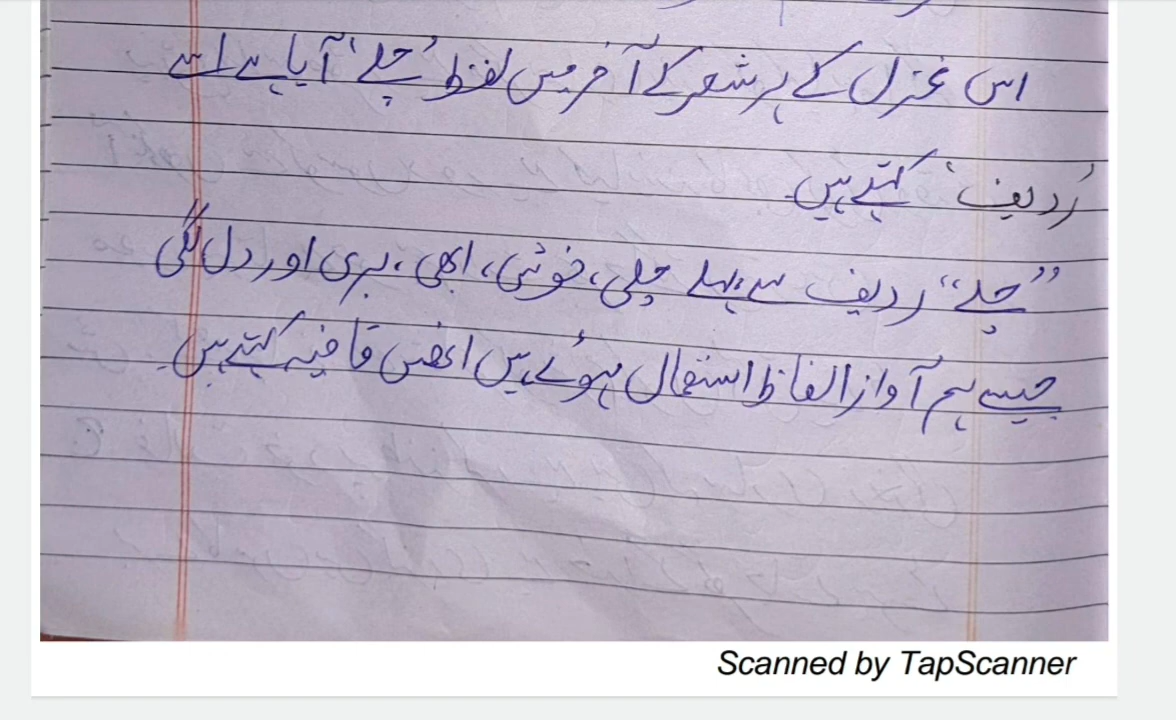 اس غزل کے ہر شعر کے آخر میں لفظ 'چلے' آیا ہے اسے
'ردیف' کہتے ہیں۔
"چلے" ردیف سے پہلے چلی، خوشی، ابھی، بری اور دل لگی
جیسے ہم آواز الفاظ استعمال ہوئے ہیں انھیں قافیہ کہتے ہیں۔
Scanned by TapScanner